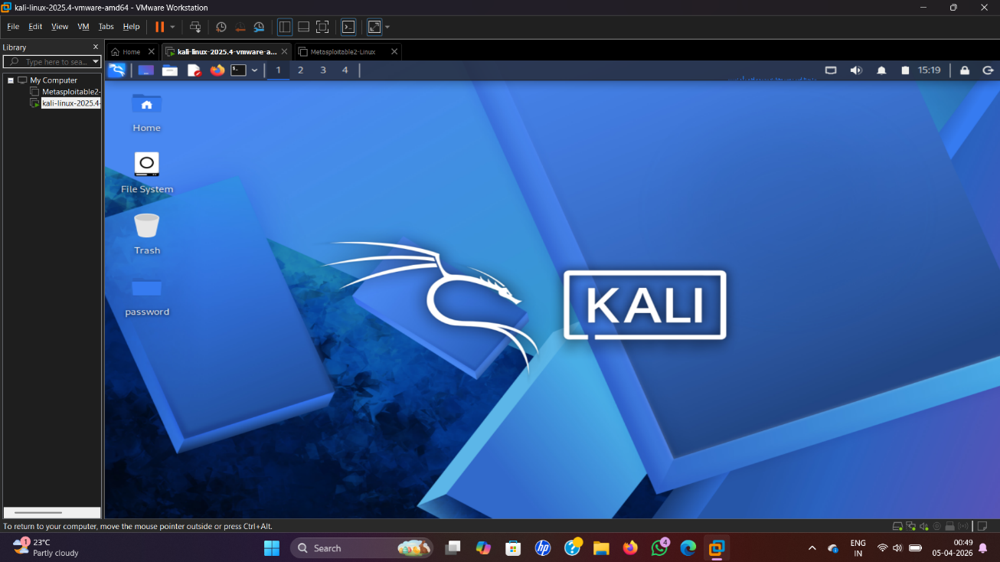 kali-linux-2025.4-vmware-amd64 - VMware Workstation
File Edit View VM Tabs Help
Library
Home
kali-linux-2025.4-vmware-a...
Metasploitable2-Linux
Type here to sea...
1 2 3 4
15:19
My Computer
Metasploitable2-
kali-linux-2025.4-
Home
File System
Trash
password
KALI
To return to your computer, move the mouse pointer outside or press Ctrl+Alt.
1
23°C
Partly cloudy
Search
hp
4
ENG
IN
00:49
05-04-2026